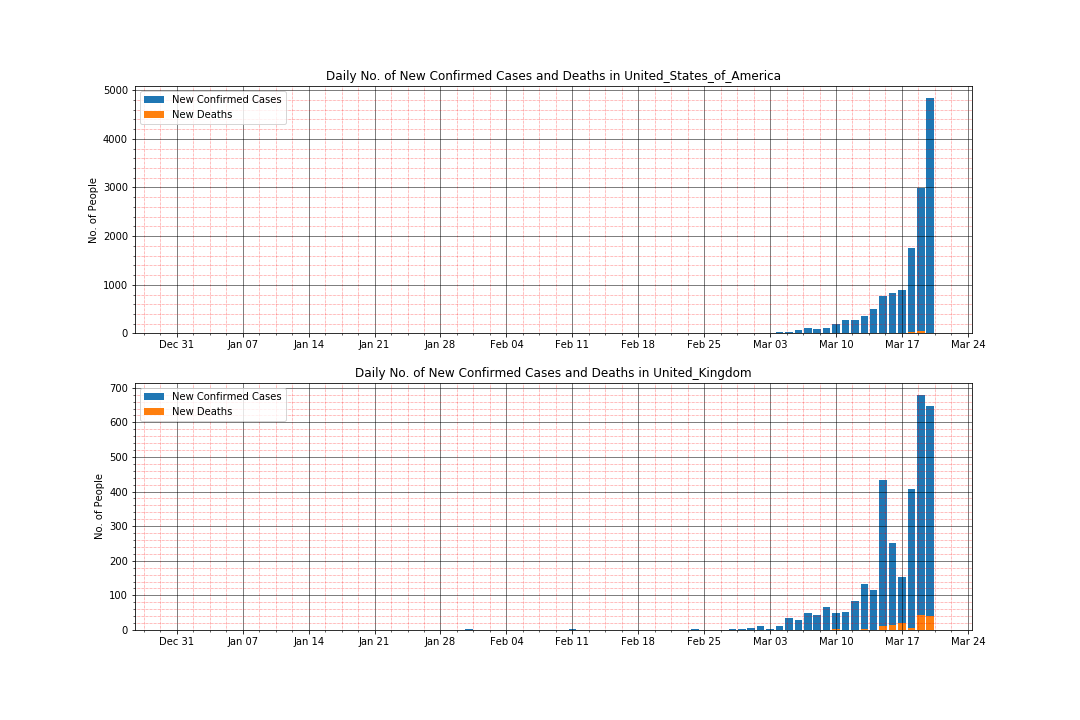 Daily No. of New Confirmed Cases and Deaths in United_States_of_America
5000
4000
3000
2000
1000
0
No. of People
New Confirmed Cases
New Deaths
Dec 31 Jan 07 Jan 14 Jan 21 Jan 28 Feb 04 Feb 11 Feb 18 Feb 25 Mar 03 Mar 10 Mar 17 Mar 24
Daily No. of New Confirmed Cases and Deaths in United_Kingdom
700
600
500
400
300
200
100
0
No. of People
New Confirmed Cases
New Deaths
Dec 31 Jan 07 Jan 14 Jan 21 Jan 28 Feb 04 Feb 11 Feb 18 Feb 25 Mar 03 Mar 10 Mar 17 Mar 24